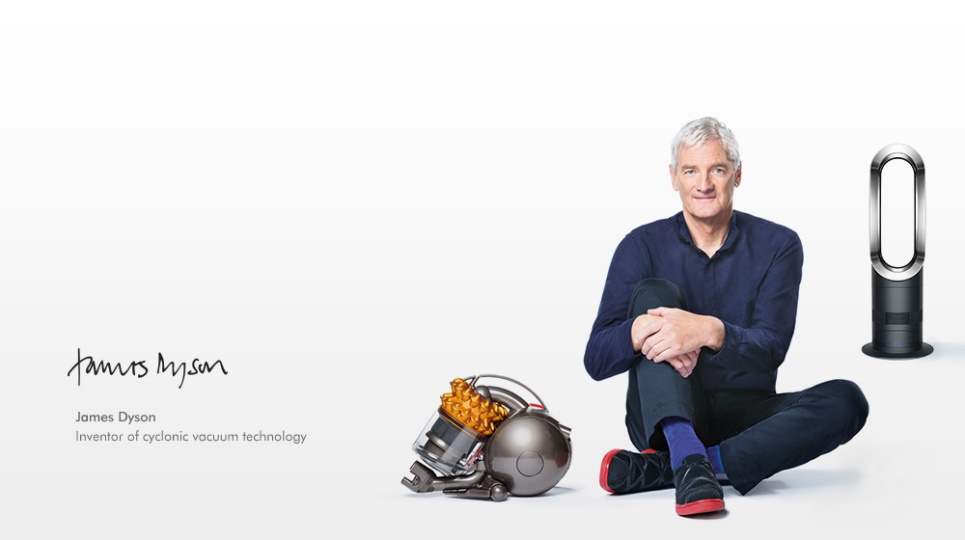 James Dyson
James Dyson
Inventor of cyclonic vacuum technology